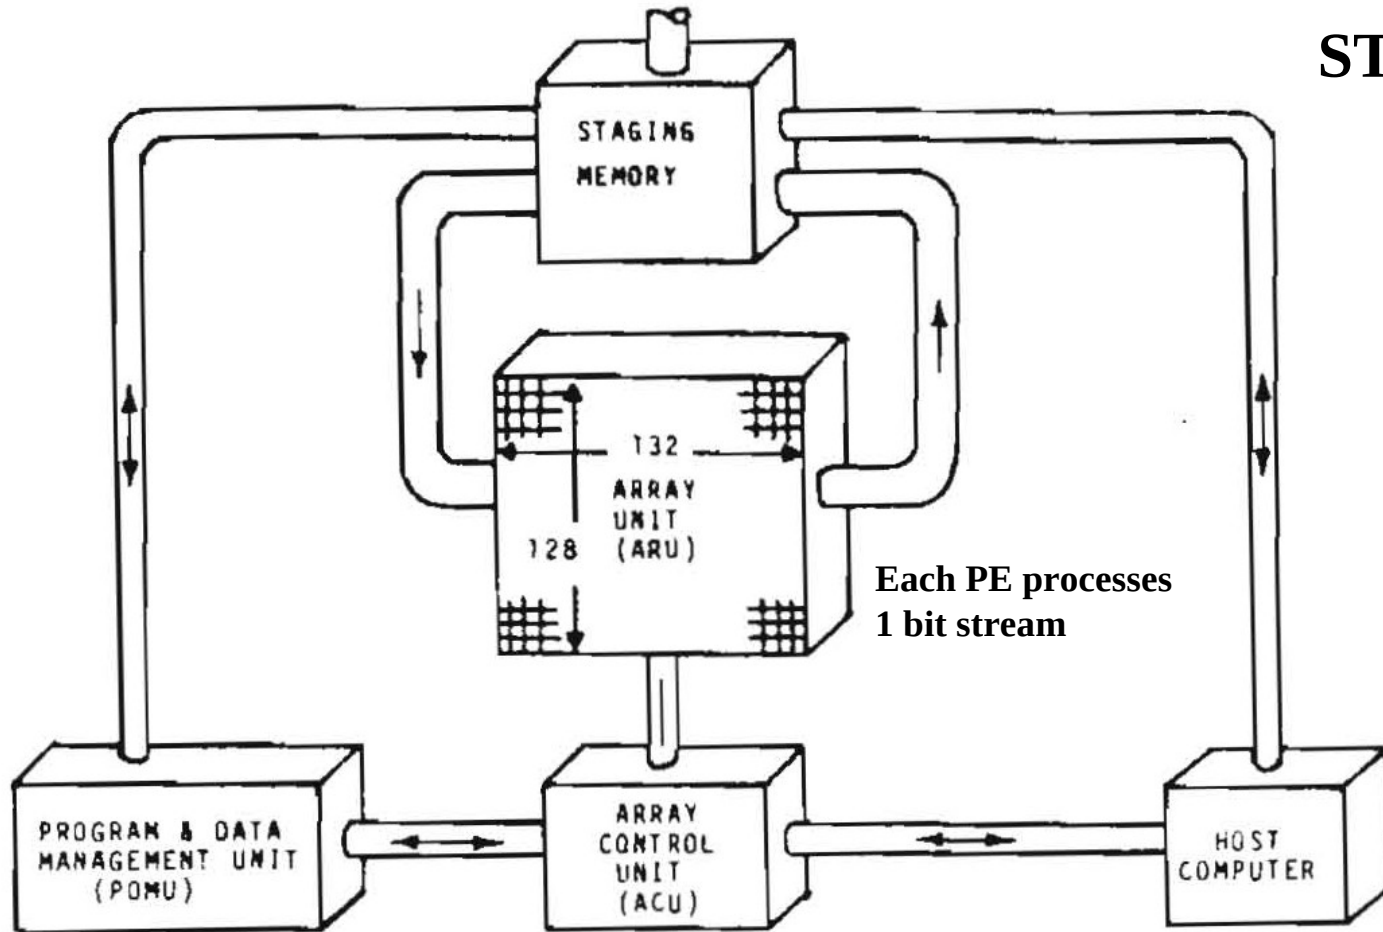 ST
STAGING
MEMORY
132
ARRAY
UNIT
128 (ARU)
Each PE processes
1 bit stream
PROGRAM & DATA
MANAGEMENT UNIT
(PDMU)
ARRAY
CONTROL
UNIT
(ACU)
HOST
COMPUTER